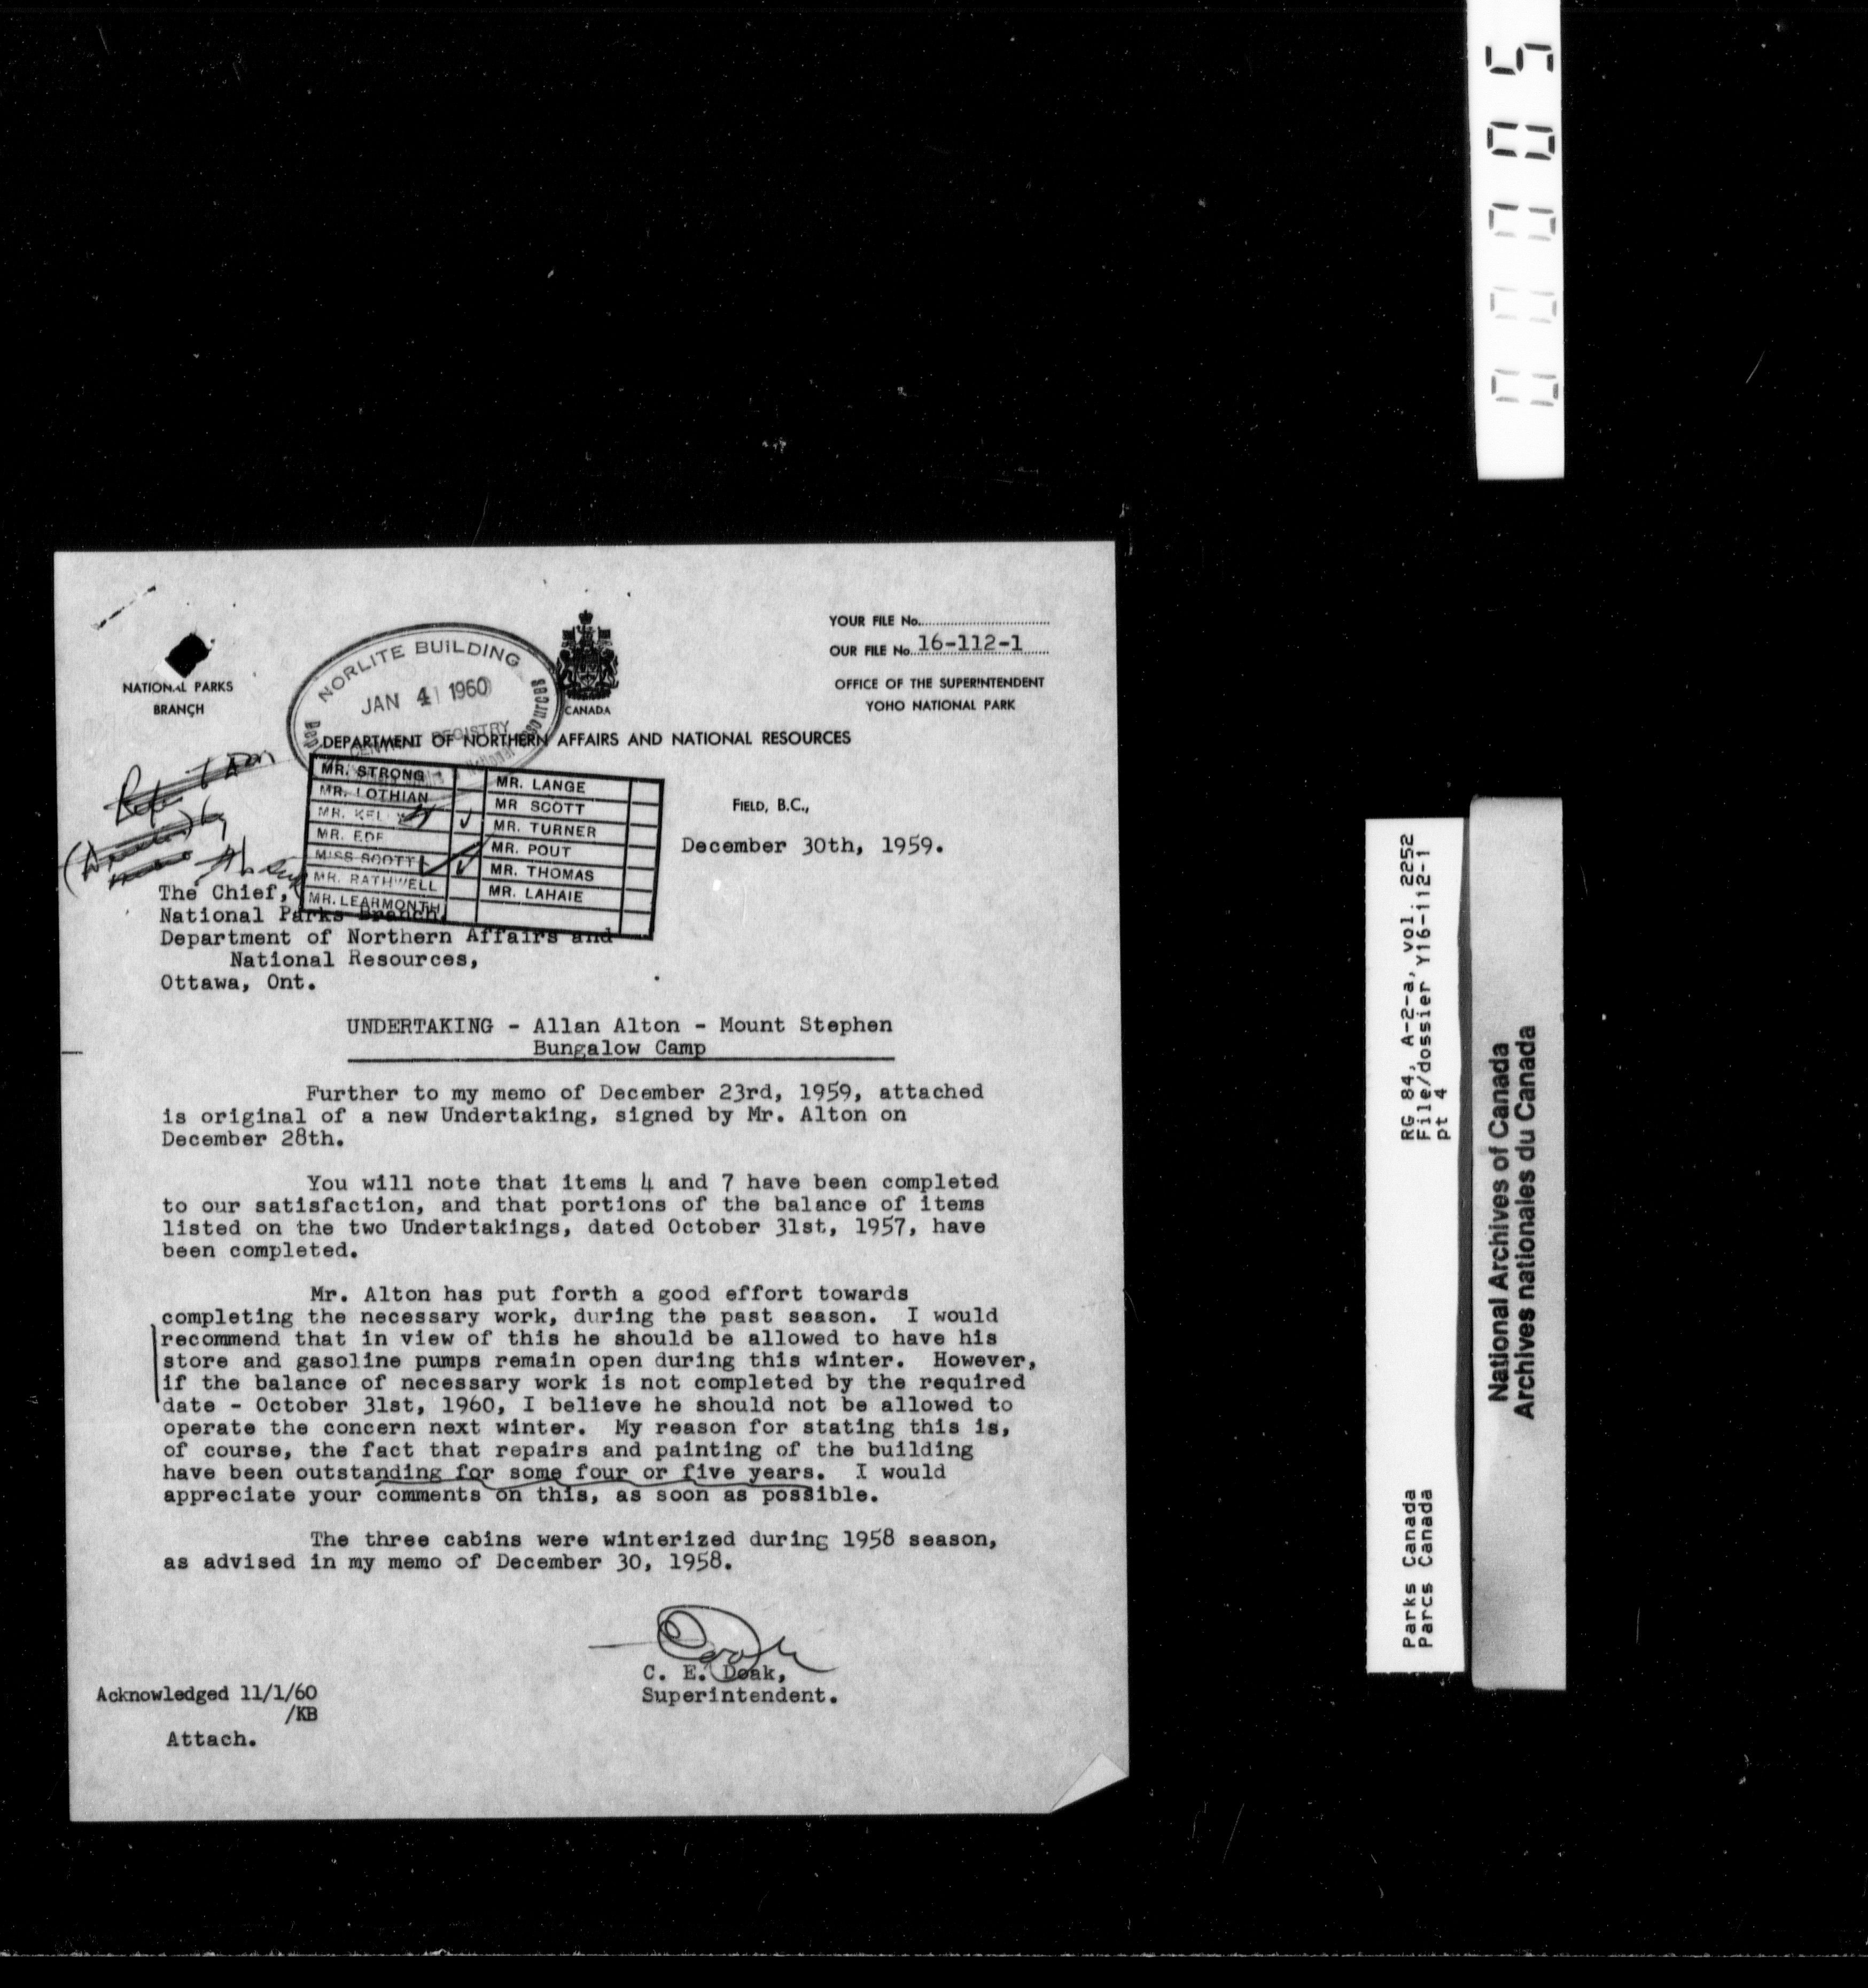 YOUR FILE No.
OUR FILE No. 16-112-1
OFFICE OF THE SUPERINTENDENT
YOHO NATIONAL PARK
NATIONAL PARKS
BRANCH
NORLITE BUILDING
JAN 4 1960
REGISTRY
CANADA
DEPARTMENT OF NORTHERN AFFAIRS AND NATIONAL RESOURCES
MR. STRONG MR. LANGE
MR. LOTHIAN MR SCOTT
MR. TURNER
MR. EDE MR. POUT
MISS SCOTT MR. THOMAS
MR. RATHWELL MR. LAHAIE
MR. LEARMONTH
FIELD, B.C.,
December 30th, 1959.
The Chief,
National Parks Branch,
Department of Northern Affairs and
National Resources,
Ottawa, Ont.
UNDERTAKING - Allan Alton - Mount Stephen
Bungalow Camp
Further to my memo of December 23rd, 1959, attached
is original of a new Undertaking, signed by Mr. Alton on
December 28th.
You will note that items 4 and 7 have been completed
to our satisfaction, and that portions of the balance of items
listed on the two Undertakings, dated October 31st, 1957, have
been completed.
Mr. Alton has put forth a good effort towards
completing the necessary work, during the past season. I would
recommend that in view of this he should be allowed to have his
store and gasoline pumps remain open during this winter. However,
if the balance of necessary work is not completed by the required
date - October 31st, 1960, I believe he should not be allowed to
operate the concern next winter. My reason for stating this is,
of course, the fact that repairs and painting of the building
have been outstanding for some four or five years. I would
appreciate your comments on this, as soon as possible.
The three cabins were winterized during 1958 season,
as advised in my memo of December 30, 1958.
C. E. Doak,
Superintendent.
Acknowledged 11/1/60
/KB
Attach.
00005
RG 84, A-2-a, vol. 2252
File/dossier Y16-112-1
pt 4
Parks Canada
Parcs Canada
National Archives of Canada
Archives nationales du Canada